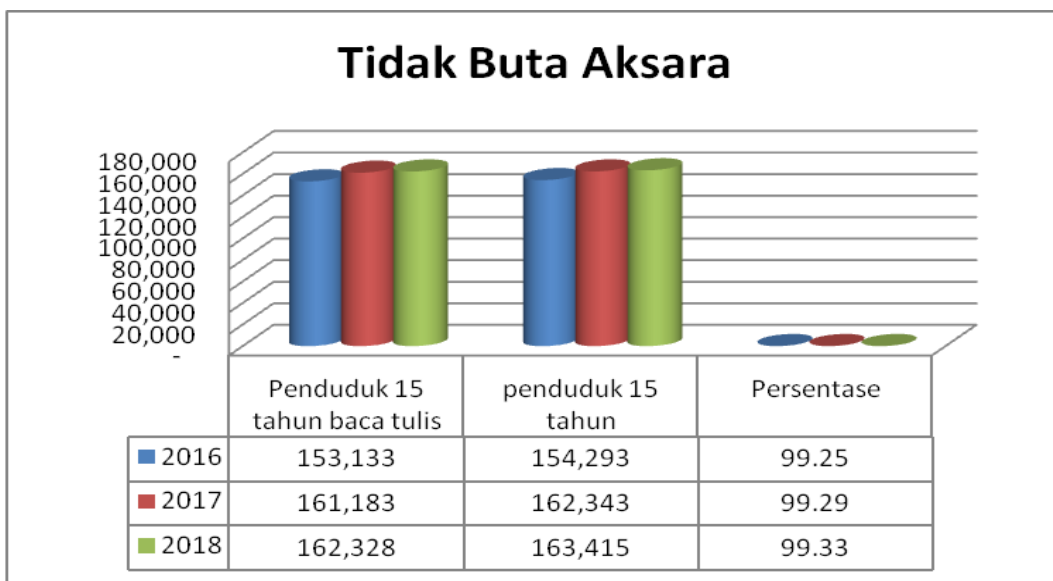 Tidak Buta Aksara
180,000
160,000
140,000
120,000
100,000
80,000
60,000
40,000
20,000
-
Penduduk 15
tahun baca tulis
penduduk 15
tahun
Persentase
2016 153,133 154,293 99.25
2017 161,183 162,343 99.29
2018 162,328 163,415 99.33